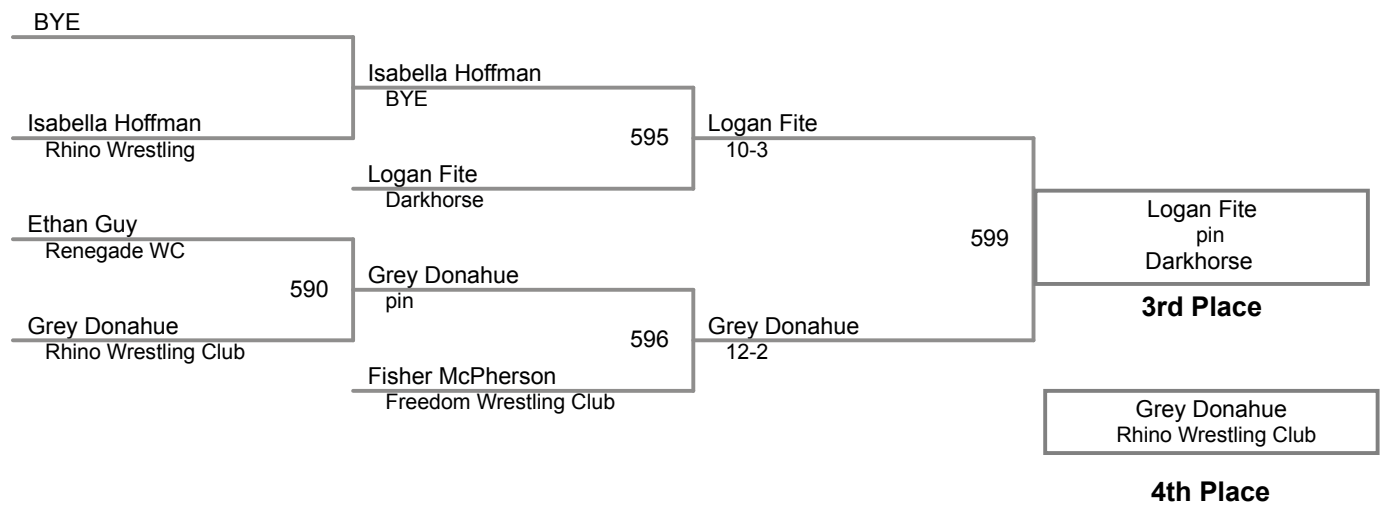 BYE
Isabella Hoffman
BYE
Isabella Hoffman
Rhino Wrestling
595
Logan Fite
10-3
Logan Fite
Darkhorse
Ethan Guy
Renegade WC
599
Logan Fite
pin
Darkhorse
3rd Place
590
Grey Donahue
pin
Grey Donahue
Rhino Wrestling Club
596
Grey Donahue
12-2
Fisher McPherson
Freedom Wrestling Club
Grey Donahue
Rhino Wrestling Club
4th Place